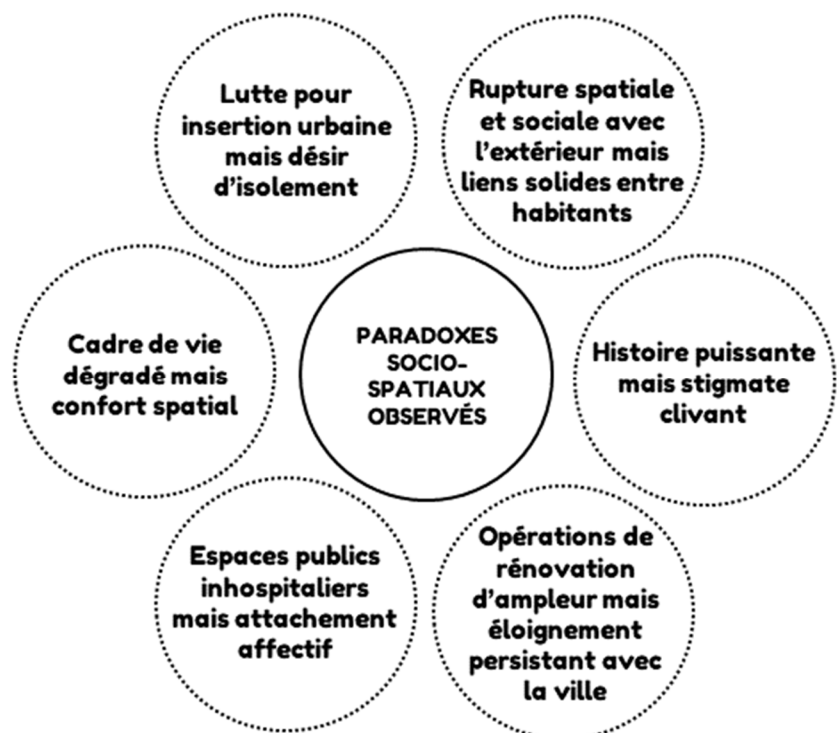 Lutte pour
insertion urbaine
mais désir
d'isolement
Rupture spatiale
et sociale avec
l'extérieur mais
liens solides entre
habitants
Cadre de vie
dégradé mais
confort spatial
PARADOXES
SOCIO-
SPATIAUX
OBSERVÉS
Histoire puissante
mais stigmate
clivant
Espaces publics
inhospitaliers
mais attachement
affectif
Opérations de
rénovation
d'ampleur mais
éloignement
persistant avec
la ville